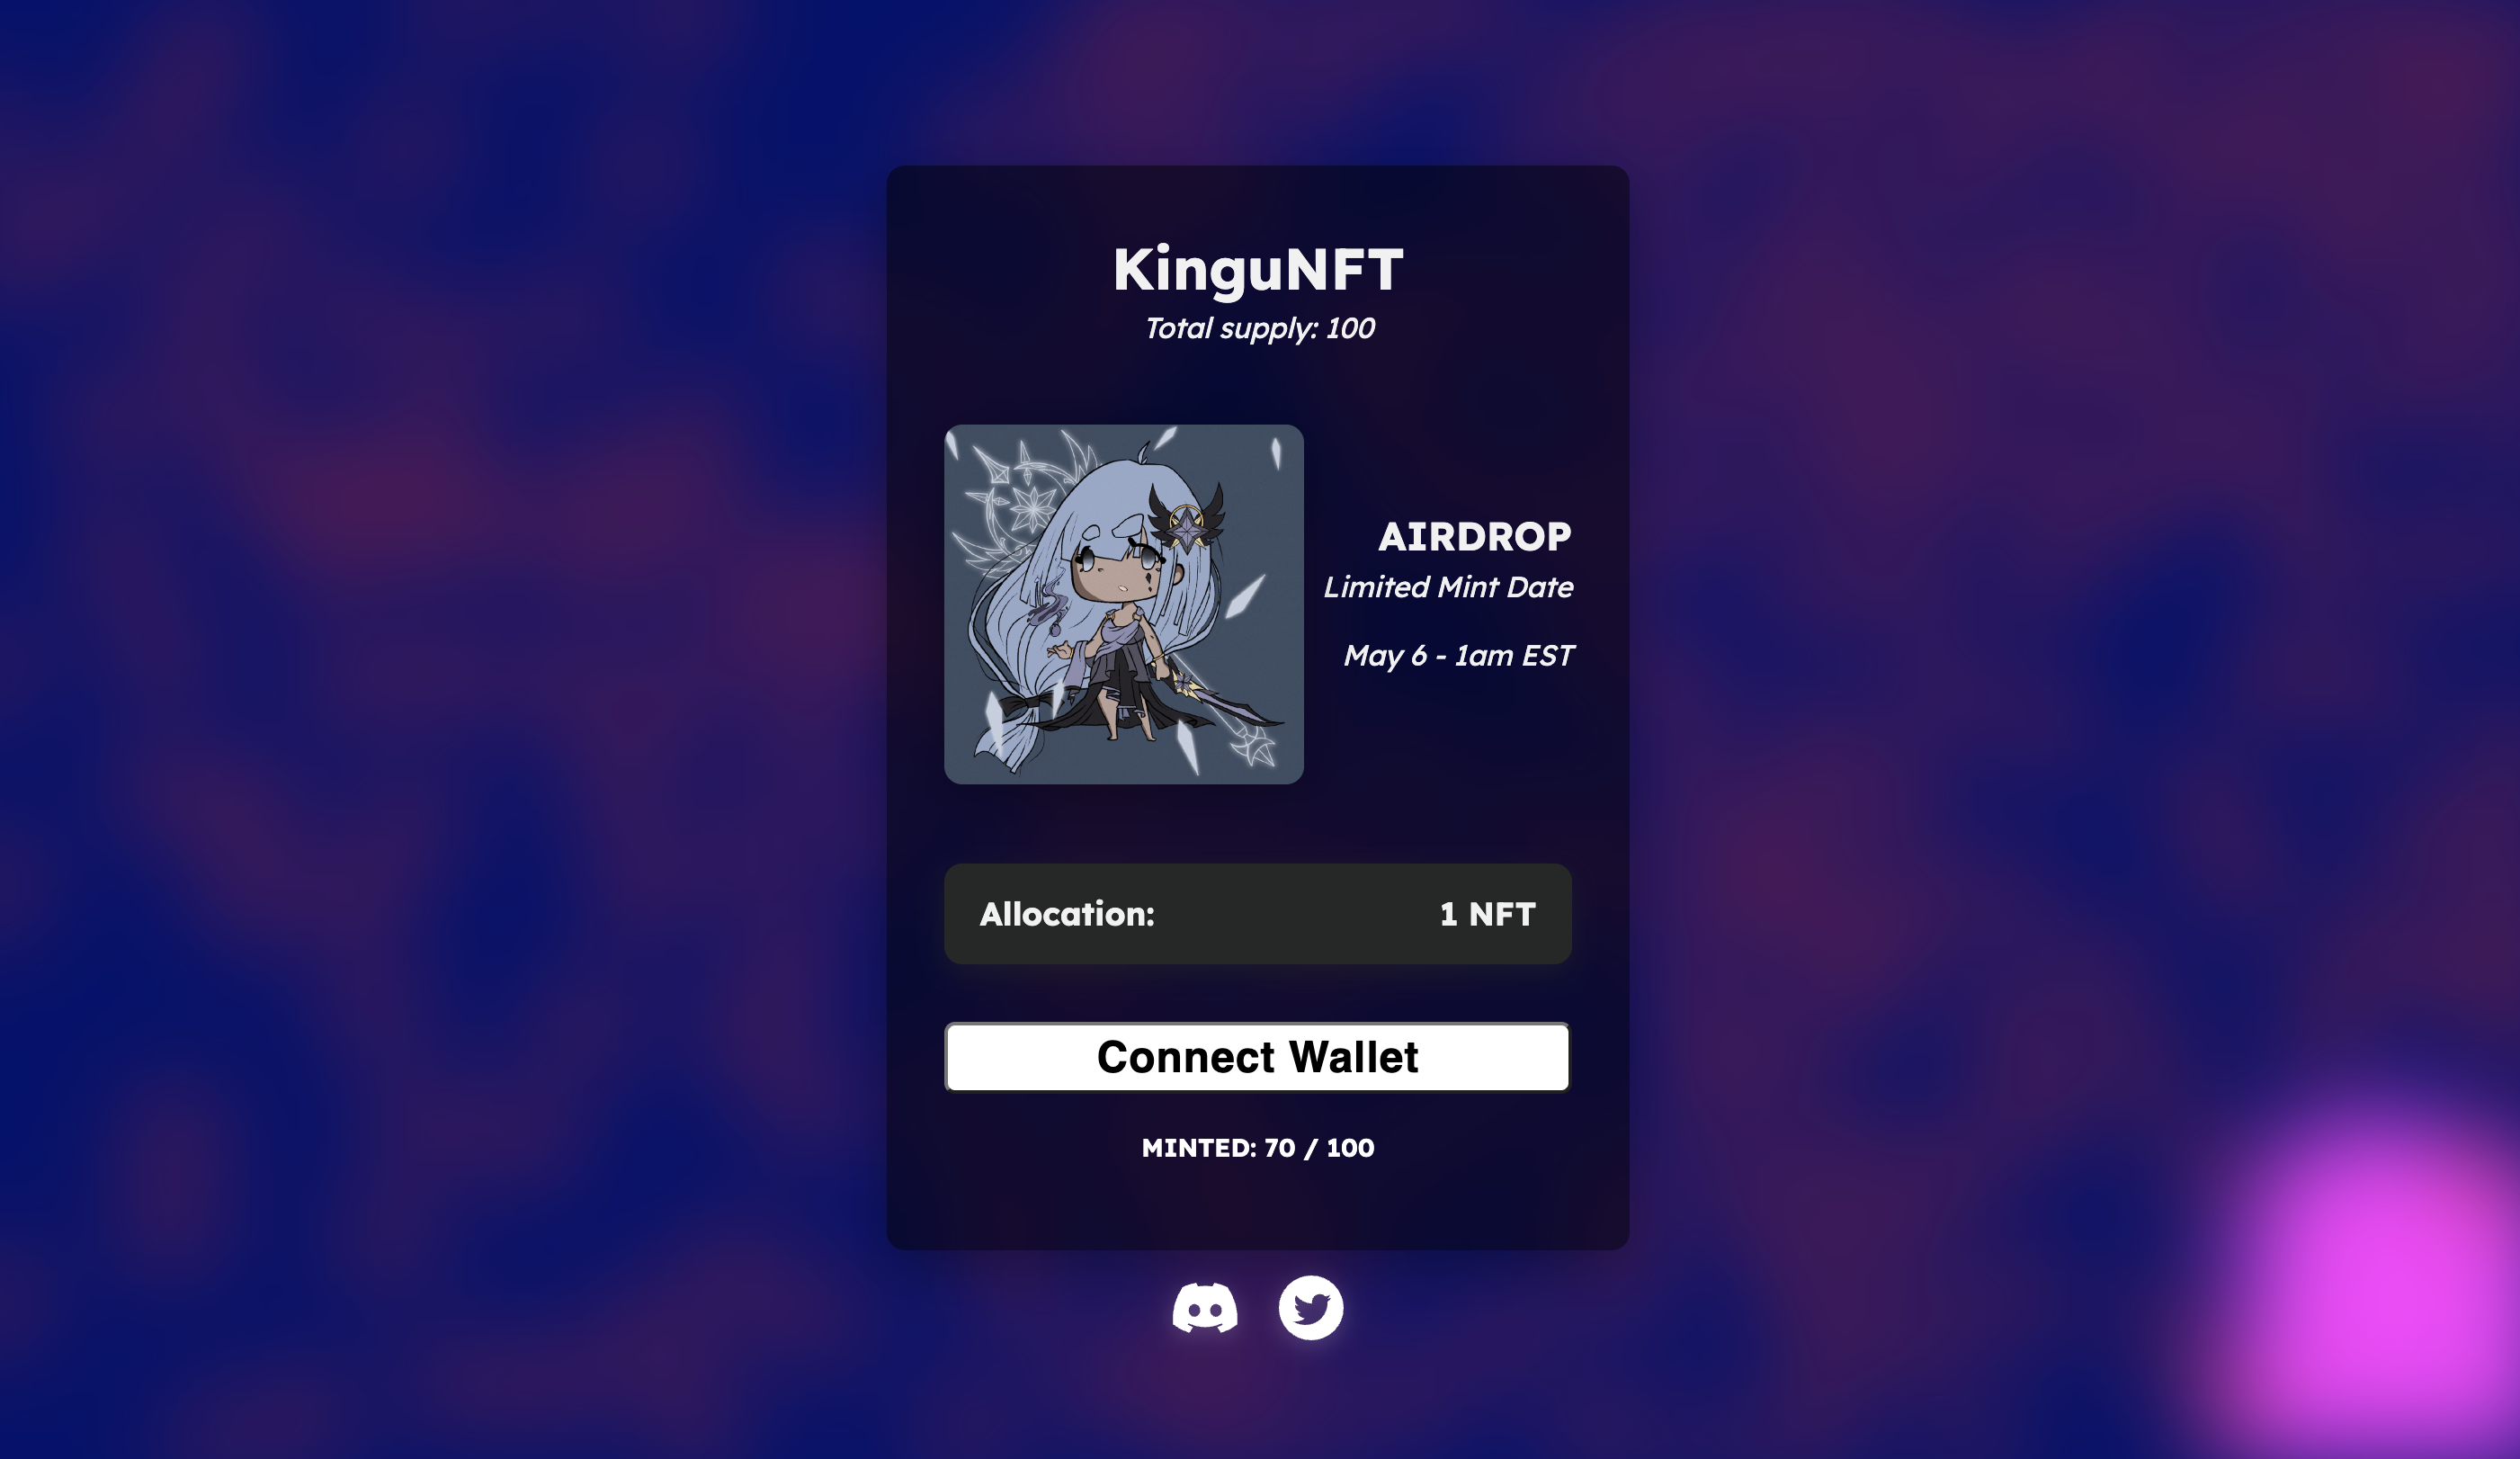 KinguNFT
Total supply: 100
AIRDROP
Limited Mint Date
May 6 - 1am EST
Allocation: 1 NFT
Connect Wallet
MINTED: 70 / 100